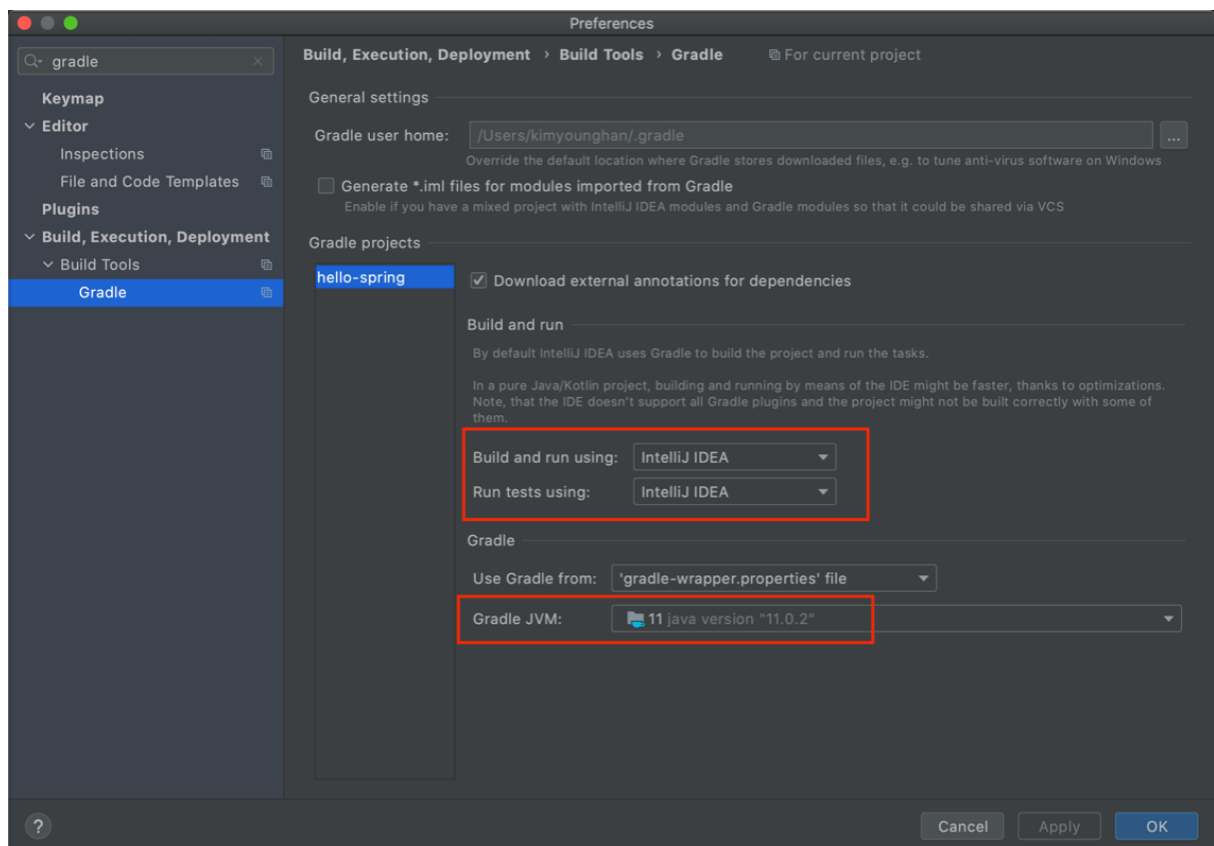 Preferences
gradle
Keymap
Editor
Inspections
File and Code Templates
Plugins
Build, Execution, Deployment
Build Tools
Gradle
Build, Execution, Deployment › Build Tools › Gradle For current project
General settings
Gradle user home: /Users/kimyounghan/.gradle ...
Override the default location where Gradle stores downloaded files, e.g. to tune anti-virus software on Windows
Generate *.iml files for modules imported from Gradle
Enable if you have a mixed project with IntelliJ IDEA modules and Gradle modules so that it could be shared via VCS
Gradle projects
hello-spring
Download external annotations for dependencies
Build and run
By default IntelliJ IDEA uses Gradle to build the project and run the tasks.
In a pure Java/Kotlin project, building and running by means of the IDE might be faster, thanks to optimizations.
Note, that the IDE doesn't support all Gradle plugins and the project might not be built correctly with some of
them.
Build and run using: IntelliJ IDEA
Run tests using: IntelliJ IDEA
Gradle
Use Gradle from: 'gradle-wrapper.properties' file
Gradle JVM: 11 java version "11.0.2"
? Cancel Apply OK